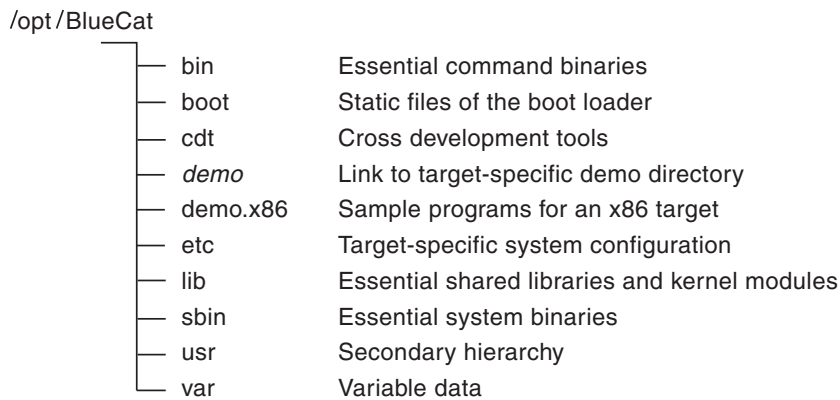 /opt/BlueCat
bin Essential command binaries
boot Static files of the boot loader
cdt Cross development tools
demo Link to target-specific demo directory
demo.x86 Sample programs for an x86 target
etc Target-specific system configuration
lib Essential shared libraries and kernel modules
sbin Essential system binaries
usr Secondary hierarchy
var Variable data